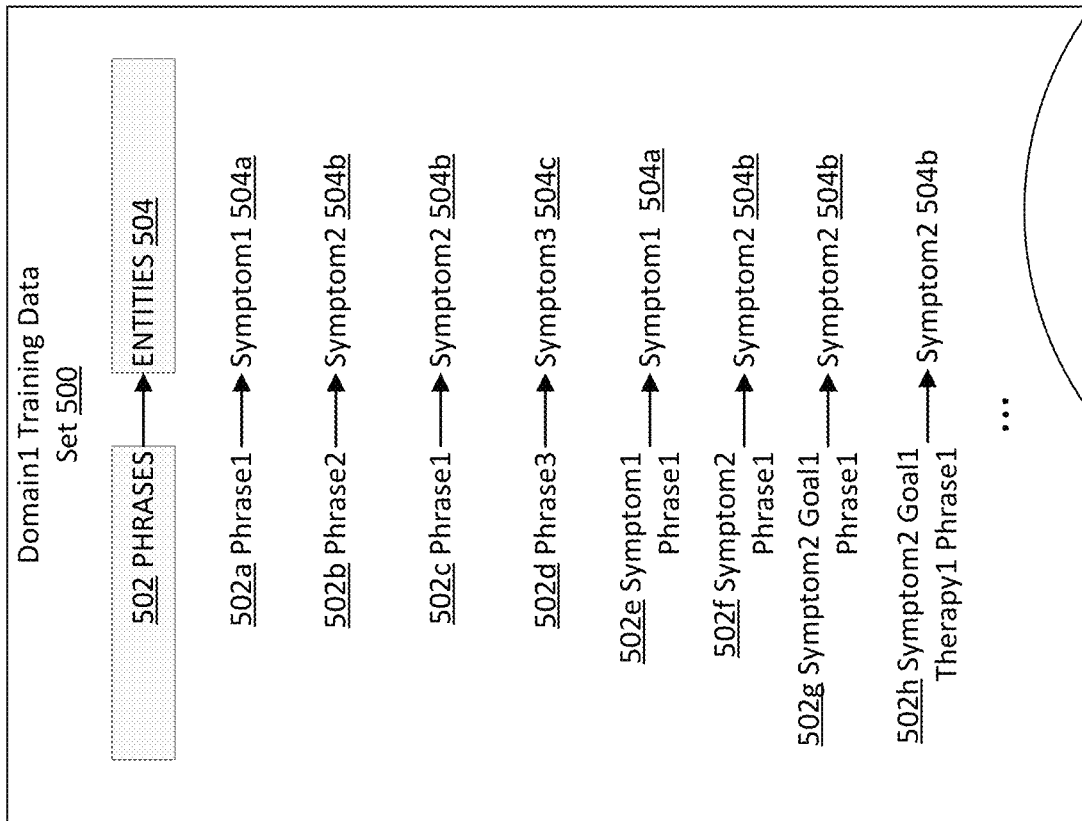 Domain1 Training Data
Set 500
502 PHRASES
ENTITIES 504
502a Phrase1
Symptom1 504a
502b Phrase2
Symptom2 504b
502c Phrase1
Symptom2 504b
502d Phrase3
Symptom3 504c
502e Symptom1
Phrase1
Symptom1 504a
502f Symptom2
Phrase1
Symptom2 504b
502g Symptom2 Goal1
Phrase1
Symptom2 504b
502h Symptom2 Goal1
Therapy1 Phrase1
Symptom2 504b
...